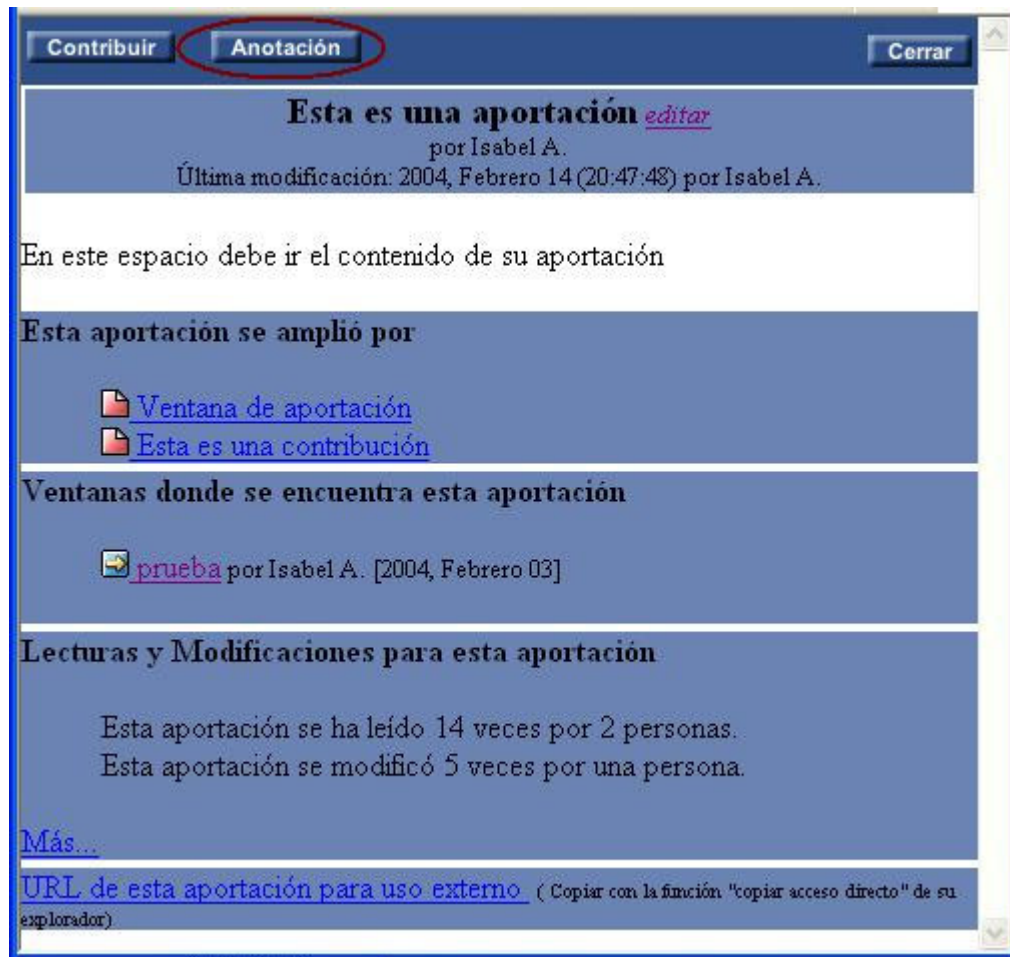 Contribuir Anotación Cerrar
Esta es una aportación editar
por Isabel A.
Última modificación: 2004, Febrero 14 (20:47:48) por Isabel A.
En este espacio debe ir el contenido de su aportación
Esta aportación se amplió por
Ventana de aportación
Esta es una contribución
Ventanas donde se encuentra esta aportación
prueba por Isabel A. [2004, Febrero 03]
Lecturas y Modificaciones para esta aportación
Esta aportación se ha leído 14 veces por 2 personas.
Esta aportación se modificó 5 veces por una persona.
Más...
URL de esta aportación para uso externo ( Copiar con la función "copiar acceso directo" de su
explorador)